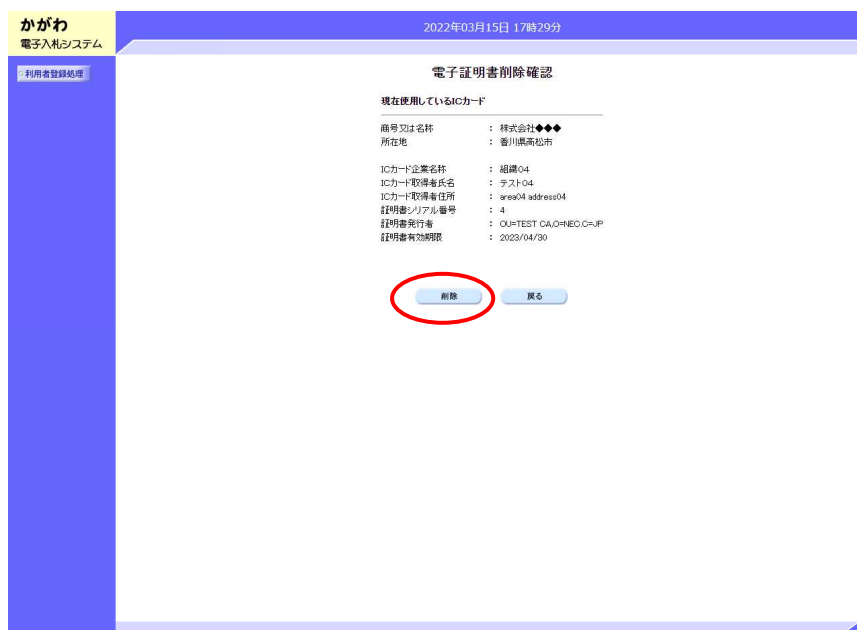 かがわ
電子入札システム
2022年03月15日 17時29分
利用者登録処理
電子証明書削除確認
現在使用しているICカード
商号又は名称 : 株式会社◆◆◆
所在地 : 香川県高松市
ICカード企業名称 : 組織04
ICカード取得者氏名 : テスト04
ICカード取得者住所 : area04 address04
証明書シリアル番号 : 4
証明書発行者 : OU=TEST CA,O=NEC,C=JP
証明書有効期限 : 2023/04/30
削除 戻る